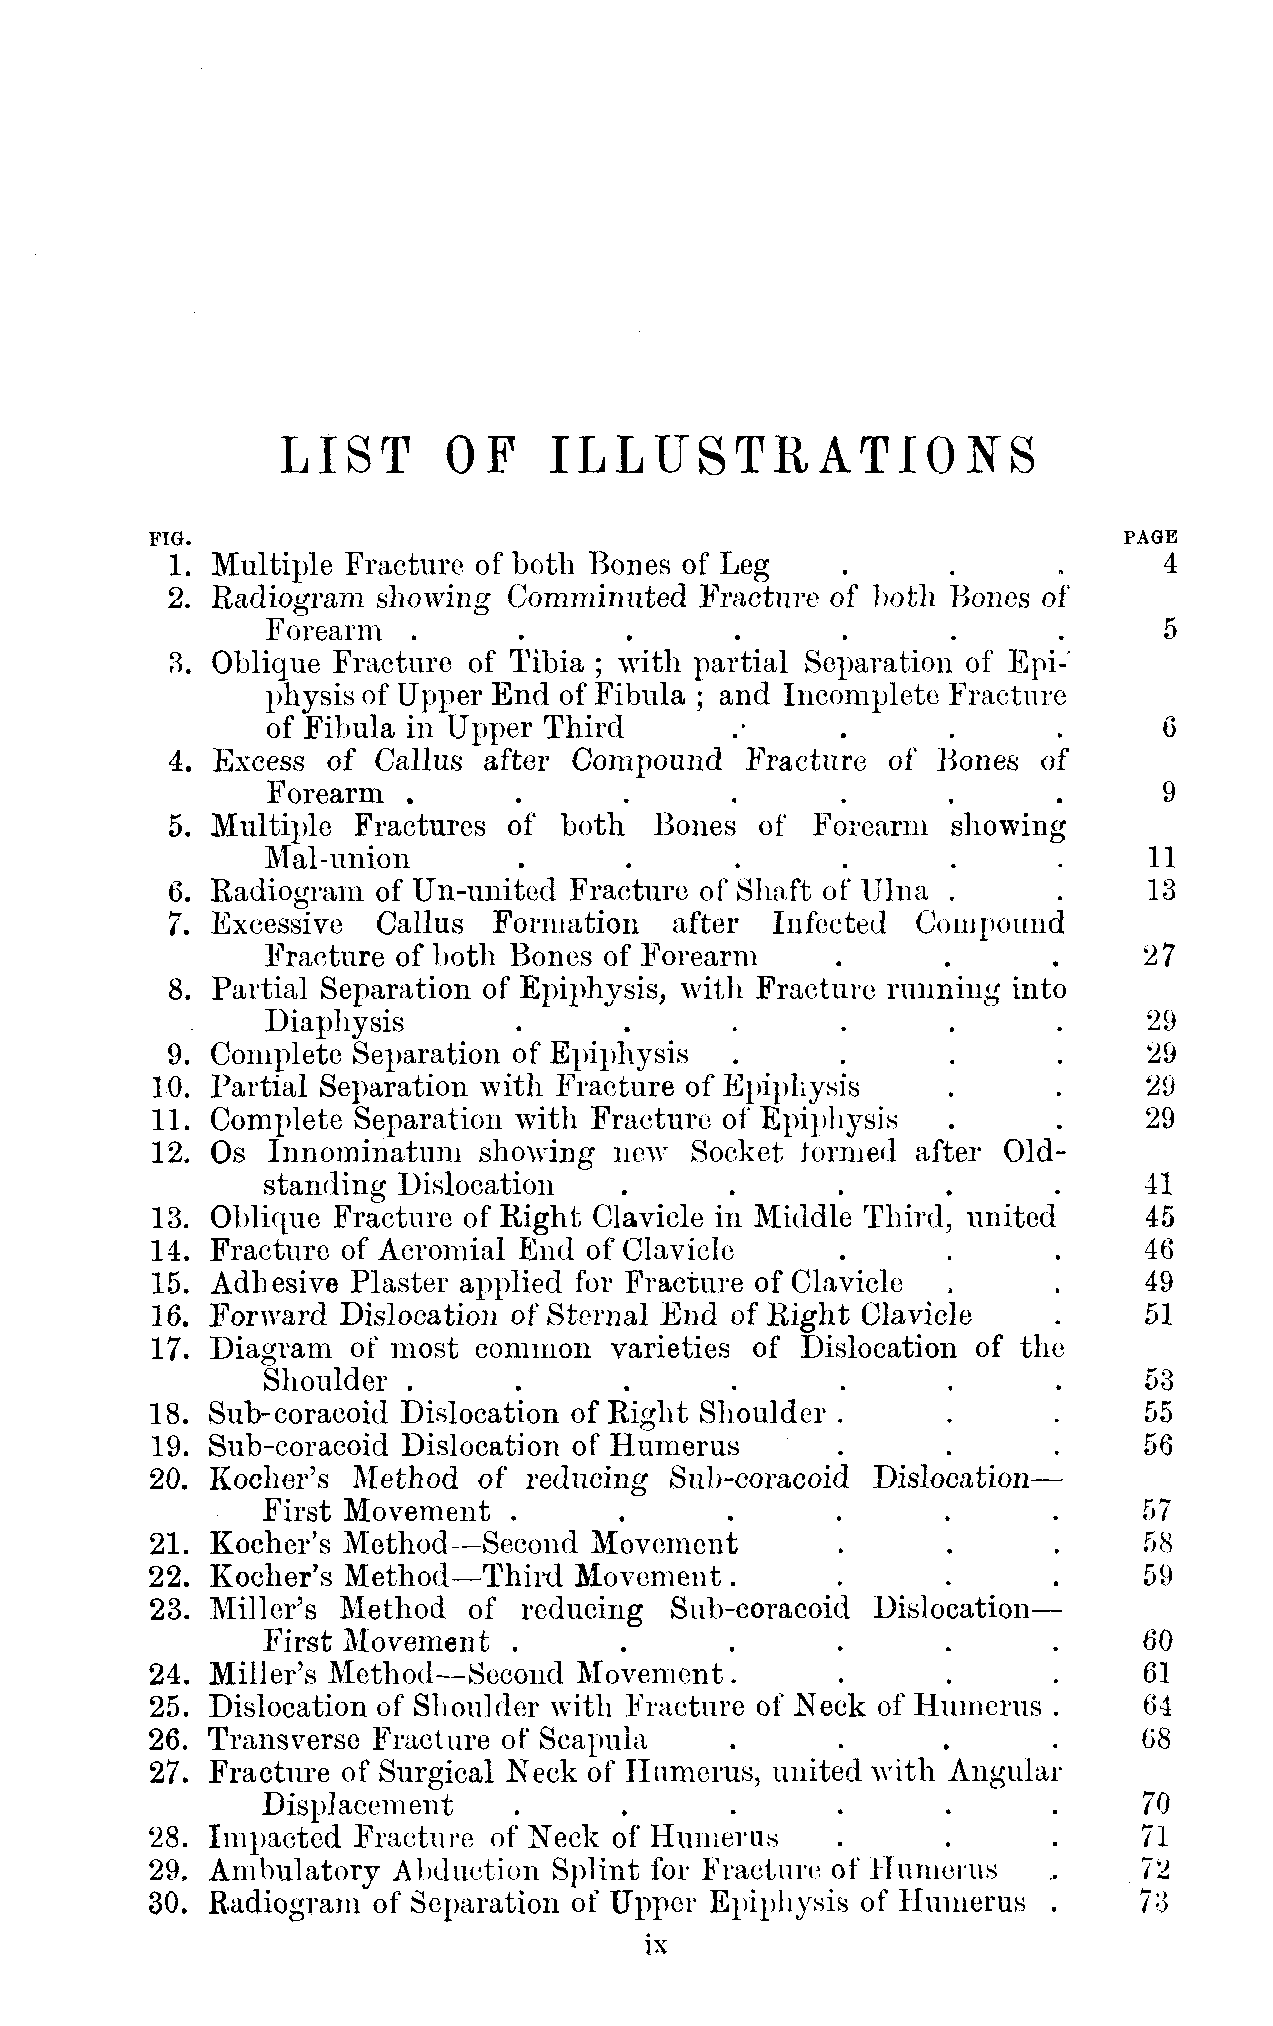 LIST OF ILLUSTRATIONS
FIG. PAGE
1. Multiple Fracture of both Bones of Leg . . . 4
2. Radiogram showing Comminuted Fracture of both Bones of
Forearm . . . . . . . 5
3. Oblique Fracture of Tibia ; with partial Separation of Epi-
physis of Upper End of Fibula ; and Incomplete Fracture
of Fibula in Upper Third . . . . 6
4. Excess of Callus after Compound Fracture of Bones of
Forearm . . . . . . . 9
5. Multiple Fractures of both Bones of Forearm showing
Mal-union . . . . . . 11
6. Radiogram of Un-united Fracture of Shaft of Ulna . . 13
7. Excessive Callus Formation after Infected Compound
Fracture of both Bones of Forearm . . . 27
8. Partial Separation of Epiphysis, with Fracture running into
Diaphysis . . . . . . 29
9. Complete Separation of Epiphysis . . . . 29
10. Partial Separation with Fracture of Epiphysis . . 29
11. Complete Separation with Fracture of Epiphysis . . 29
12. Os Innominatum showing new Socket formed after Old-
standing Dislocation . . . . . 41
13. Oblique Fracture of Right Clavicle in Middle Third, united 45
14. Fracture of Acromial End of Clavicle . . . 46
15. Adhesive Plaster applied for Fracture of Clavicle . . 49
16. Forward Dislocation of Sternal End of Right Clavicle . 51
17. Diagram of most common varieties of Dislocation of the
Shoulder . . . . . . . 53
18. Sub-coracoid Dislocation of Right Shoulder . . . 55
19. Sub-coracoid Dislocation of Humerus . . . 56
20. Kocher's Method of reducing Sub-coracoid Dislocation—
First Movement . . . . . . 57
21. Kocher's Method—Second Movement . . . 58
22. Kocher's Method—Third Movement . . . . 59
23. Miller's Method of reducing Sub-coracoid Dislocation—
First Movement . . . . . . 60
24. Miller's Method—Second Movement . . . . 61
25. Dislocation of Shoulder with Fracture of Neck of Humerus . 64
26. Transverse Fracture of Scapula . . . . 68
27. Fracture of Surgical Neck of Humerus, united with Angular
Displacement . . . . . . 70
28. Impacted Fracture of Neck of Humerus . . . 71
29. Ambulatory Abduction Splint for Fracture of Humerus . 72
30. Radiogram of Separation of Upper Epiphysis of Humerus . 73
ix